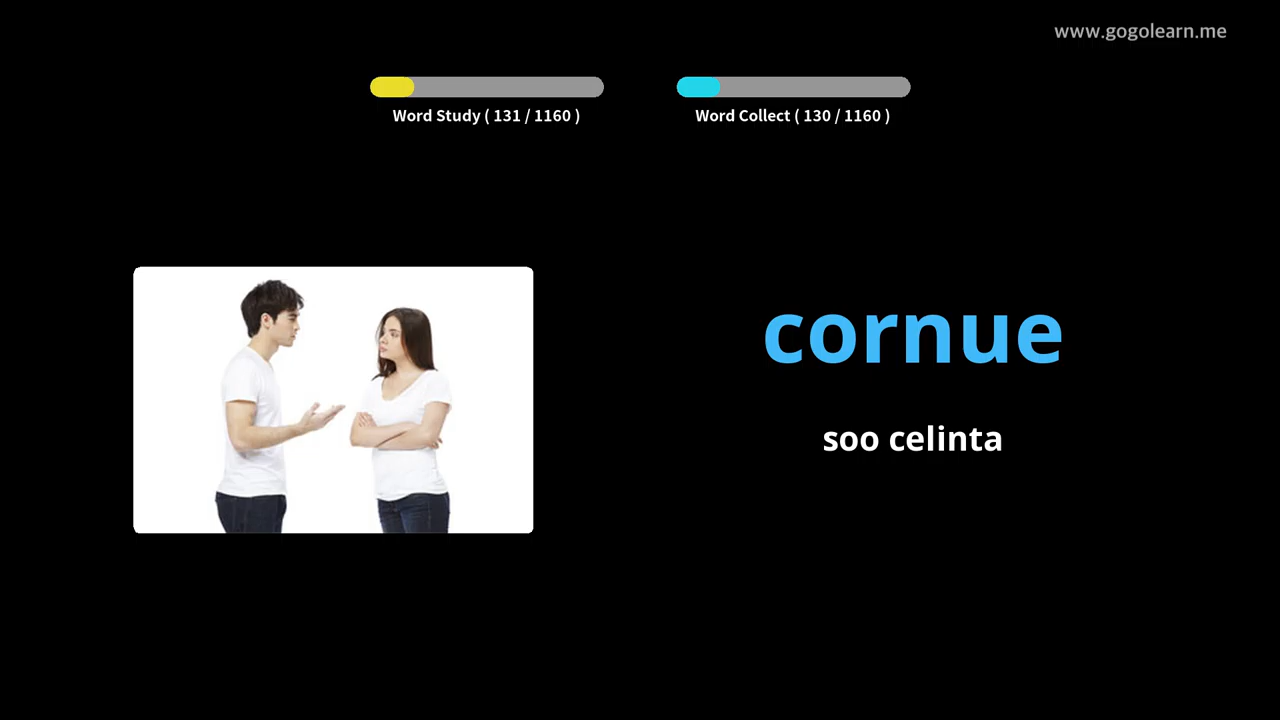 www.gogolearn.me
Word Study ( 131 / 1160 )
Word Collect ( 130 / 1160 )
cornue
soo celinta